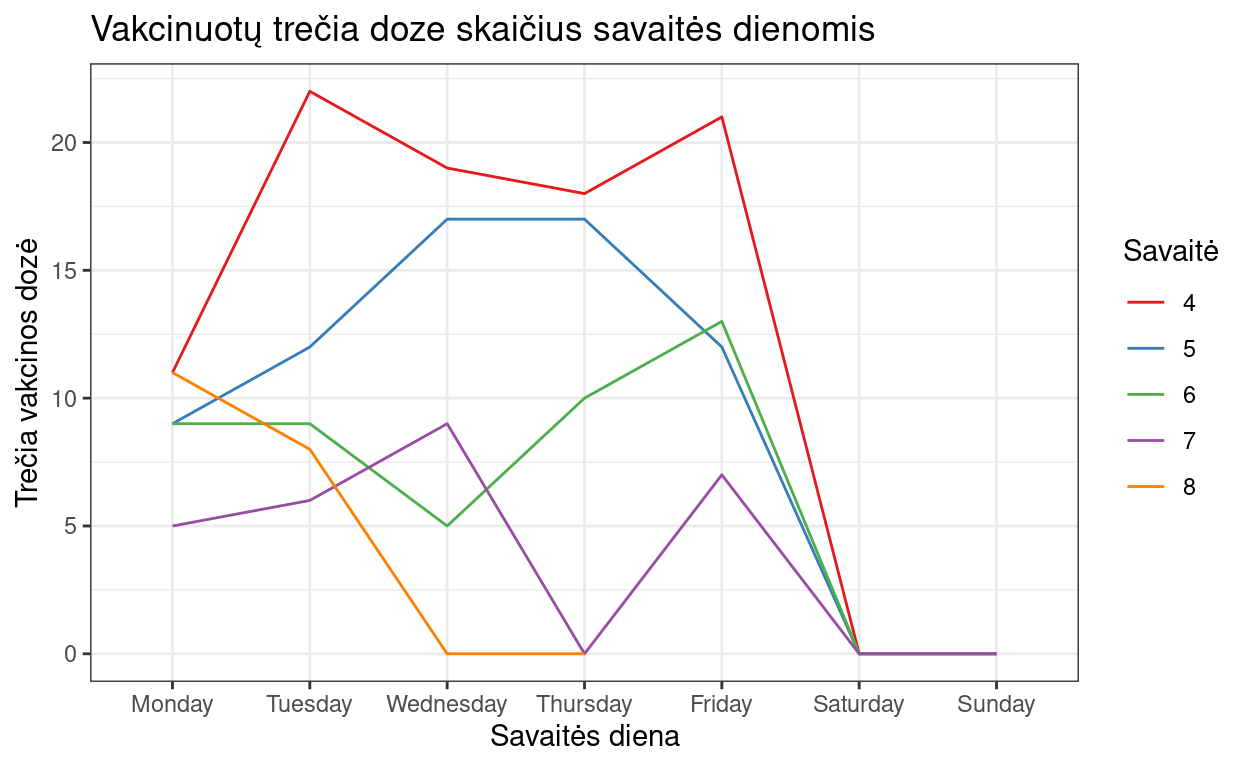 Vakcinuotų trečia doze skaičius savaitės dienomis
Trečia vakcinos dozė
20
15
10
5
0
Monday Tuesday Wednesday Thursday Friday Saturday Sunday
Savaitės diena
Savaitė
4
5
6
7
8